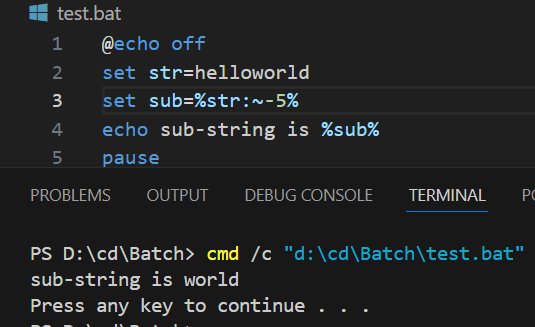 test.bat
1 @echo off
2 set str=helloworld
3 set sub=%str:~-5%
4 echo sub-string is %sub%
5 pause
PROBLEMS OUTPUT DEBUG CONSOLE TERMINAL
PS D:\cd\Batch> cmd /c "d:\cd\Batch\test.bat"
sub-string is world
Press any key to continue . . .